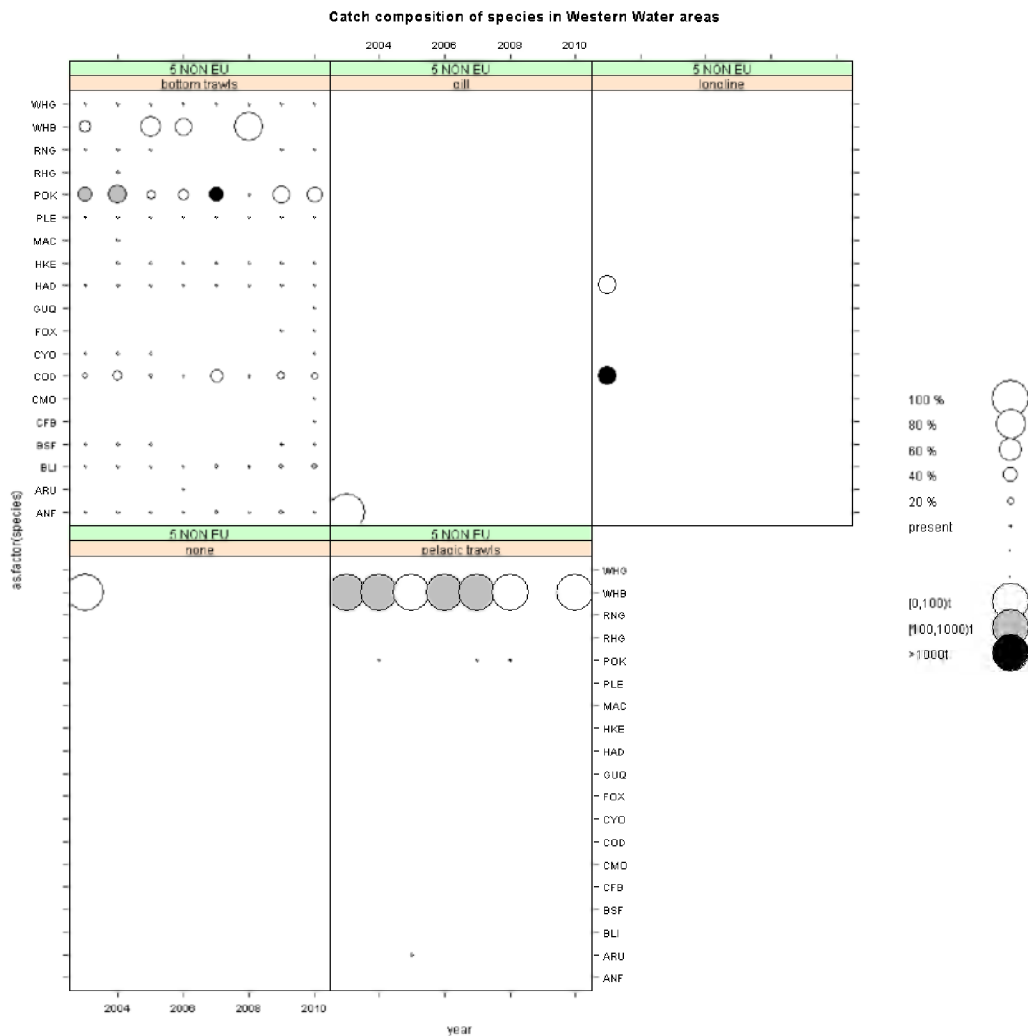 Catch composition of species in Western Water areas
2004 2006 2008 2010
5 NON EU 5 NON EU 5 NON EU
bottom trawls gill longline
WHG
WHB
RNG
RHG
POK
PLE
MAC
HKE
HAD
GUQ
FOX
CYO
COD
CMO
CFB
BSF
BLI
ARU
ANF
as.factor(species)
5 NON EU 5 NON EU
none pelagic trawls
WHG
WHB
RNG
RHG
POK
PLE
MAC
HKE
HAD
GUQ
FOX
CYO
COD
CMO
CFB
BSF
BLI
ARU
ANF
2004 2006 2008 2010
year
100 %
80 %
60 %
40 %
20 %
present
[0,100)t
[100,1000)t
>1000t